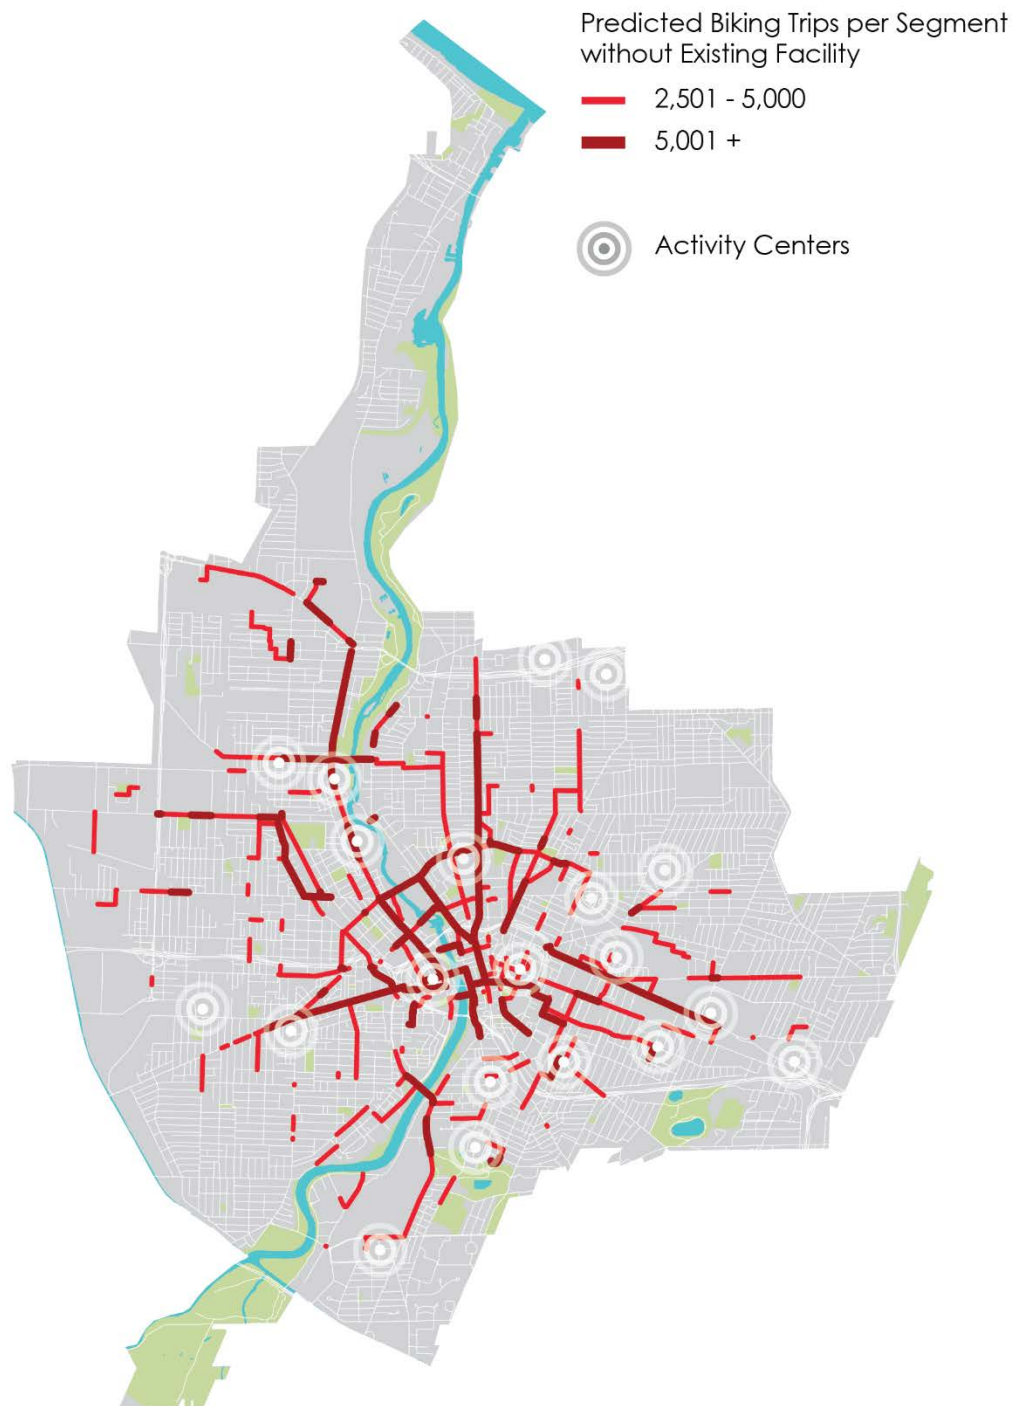 Predicted Biking Trips per Segment
without Existing Facility
2,501 - 5,000
5,001 +
Activity Centers